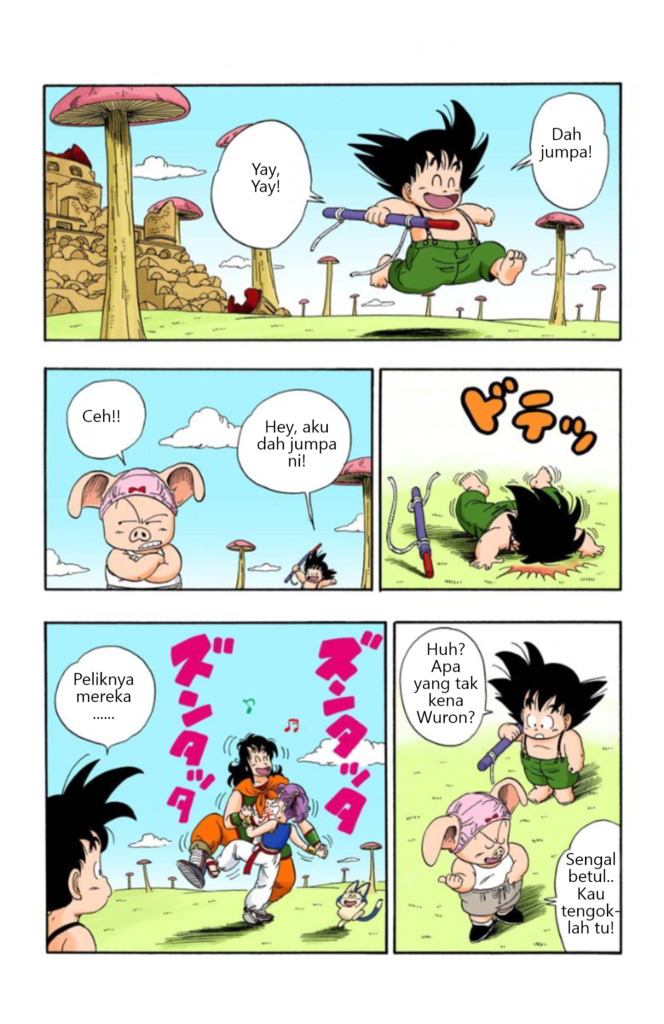 Dah
jumpa!
Yay,
Yay!
ドテッ
Hey, aku
dah jumpa
ni!
Ceh!!
Huh?
Apa
yang tak
kena
Wuron?
Sengal
betul..
Kau
tengok-
lah tu!
ズンタッタ
ズンタッタ
Peliknya
mereka
......